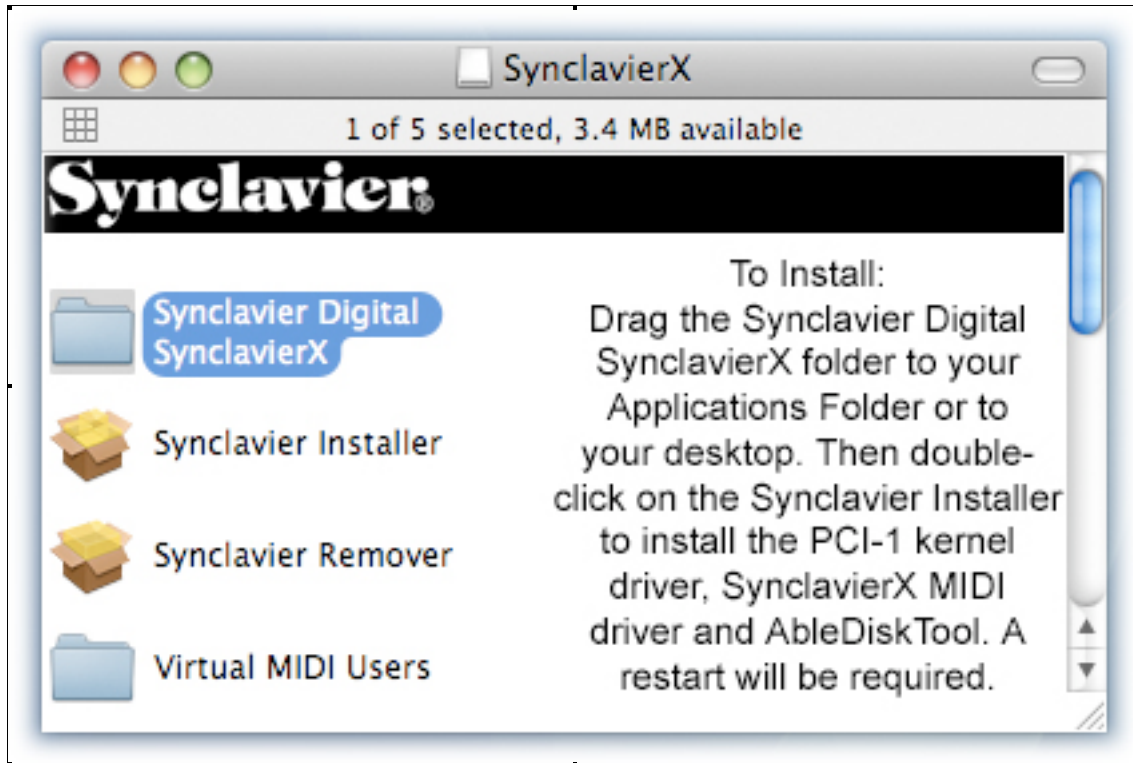 SynclavierX
1 of 5 selected, 3.4 MB available
Synclavier®
Synclavier Digital
SynclavierX
Synclavier Installer
Synclavier Remover
Virtual MIDI Users
To Install:
Drag the Synclavier Digital
SynclavierX folder to your
Applications Folder or to
your desktop. Then double-
click on the Synclavier Installer
to install the PCI-1 kernel
driver, SynclavierX MIDI
driver and AbleDiskTool. A
restart will be required.